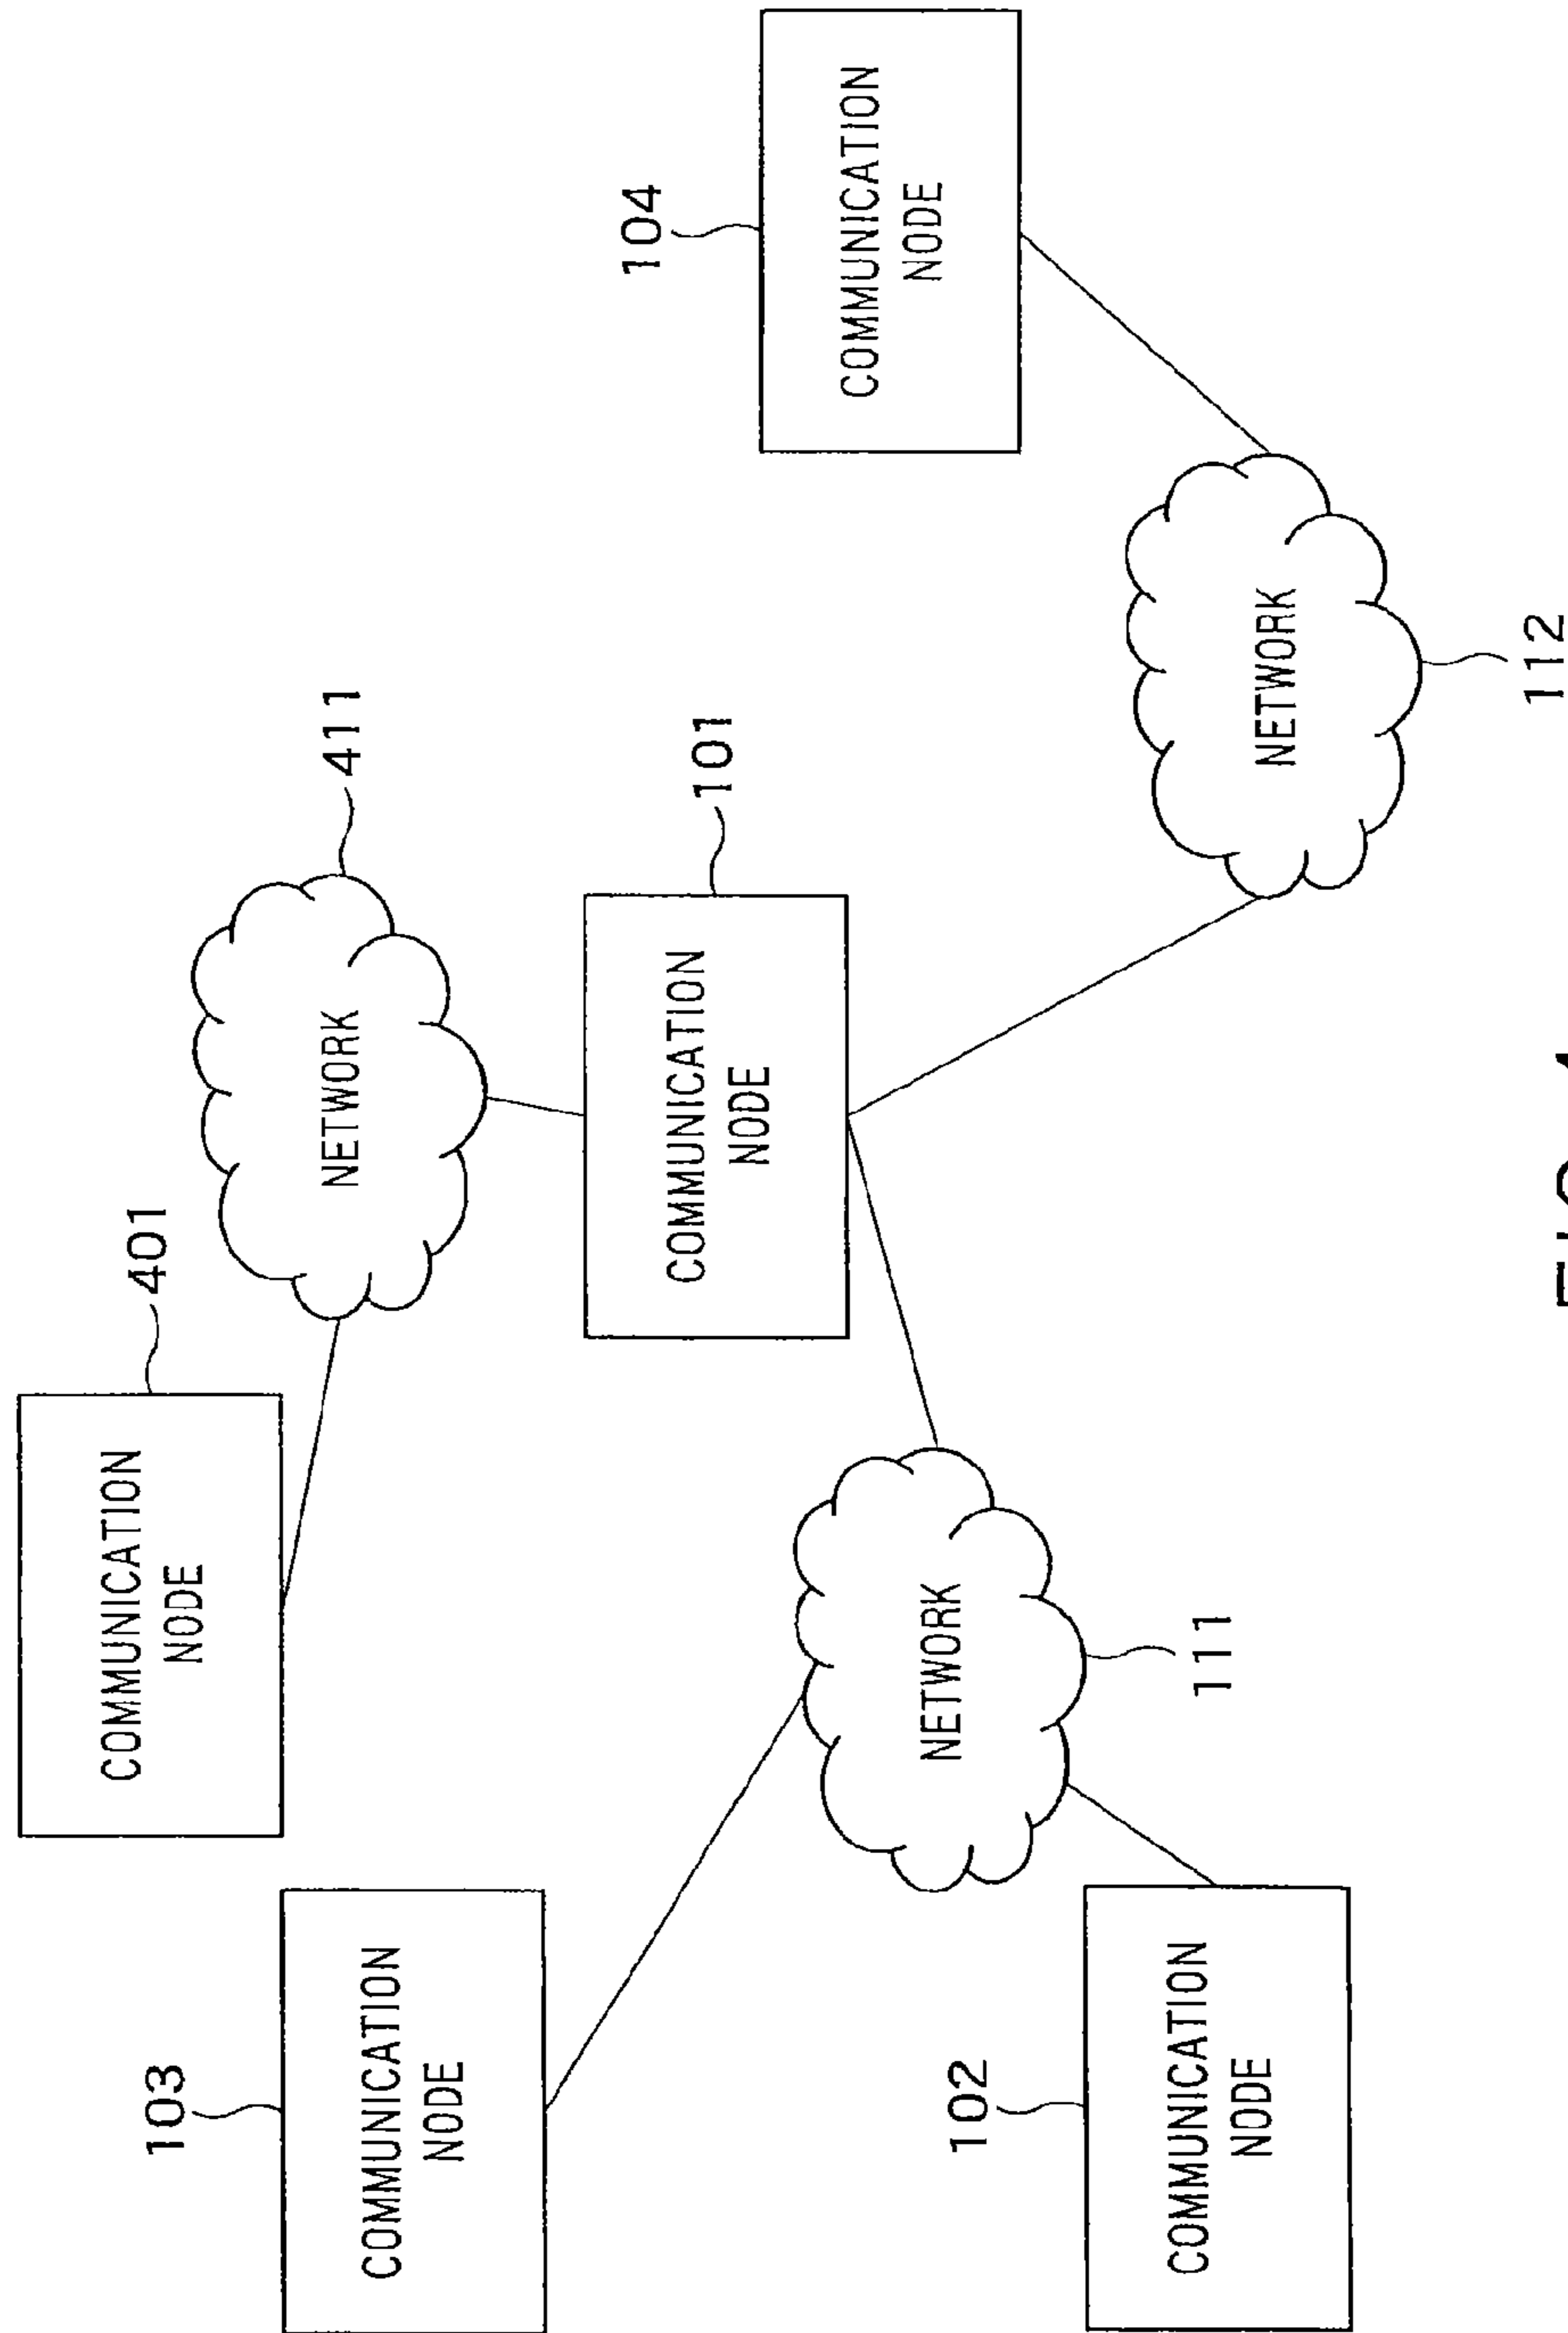 COMMUNICATION
NODE
401
103
NETWORK
411
COMMUNICATION
NODE
104
COMMUNICATION
NODE
101
COMMUNICATION
NODE
NETWORK
102
COMMUNICATION
NODE
111
NETWORK
112